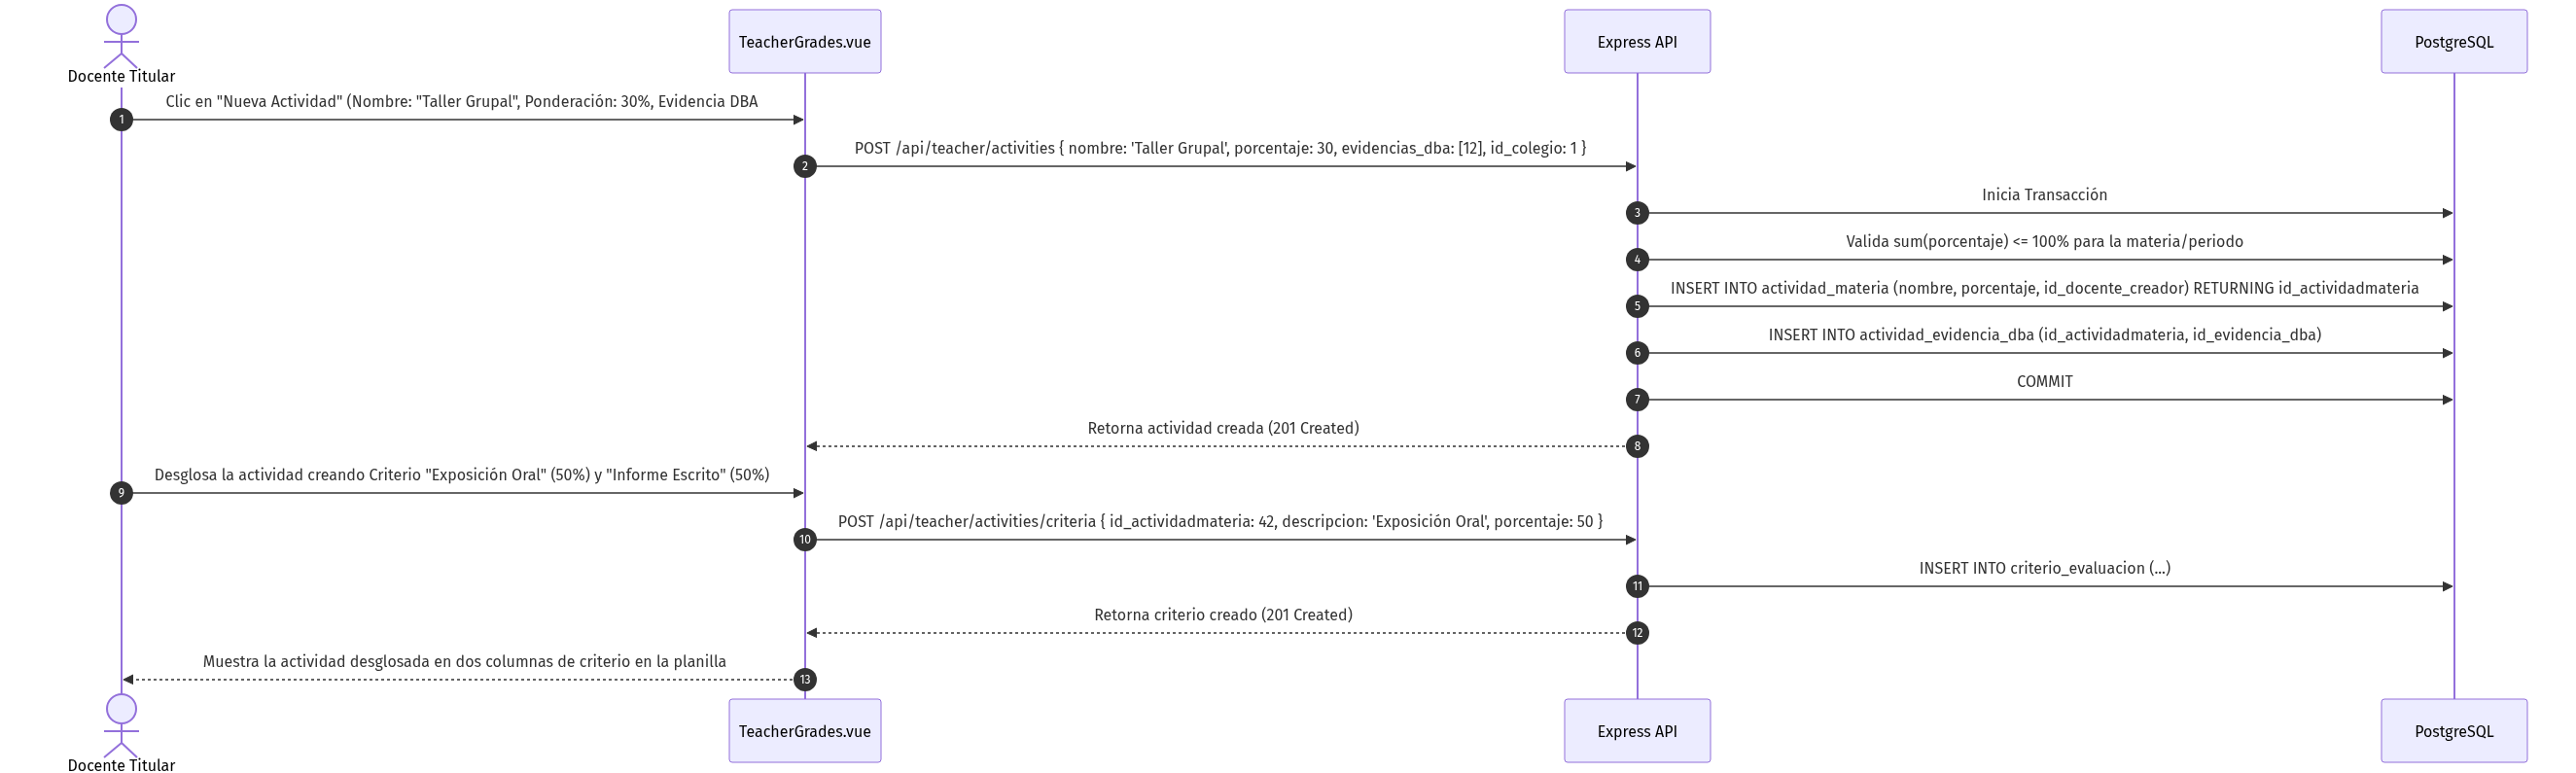 Docente Titular
TeacherGrades.vue
Express API
PostgreSQL
Clic en "Nueva Actividad" (Nombre: "Taller Grupal", Ponderación: 30%, Evidencia DBA
1
POST /api/teacher/activities { nombre: 'Taller Grupal', porcentaje: 30, evidencias_dba: [12], id_colegio: 1 }
2
Inicia Transacción
3
Valida sum(porcentaje) <= 100% para la materia/periodo
4
INSERT INTO actividad_materia (nombre, porcentaje, id_docente_creador) RETURNING id_actividadmateria
5
INSERT INTO actividad_evidencia_dba (id_actividadmateria, id_evidencia_dba)
6
COMMIT
7
Retorna actividad creada (201 Created)
8
Desglosa la actividad creando Criterio "Exposición Oral" (50%) y "Informe Escrito" (50%)
9
POST /api/teacher/activities/criteria { id_actividadmateria: 42, descripcion: 'Exposición Oral', porcentaje: 50 }
10
INSERT INTO criterio_evaluacion (...)
11
Retorna criterio creado (201 Created)
12
Muestra la actividad desglosada en dos columnas de criterio en la planilla
13
Docente Titular
TeacherGrades.vue
Express API
PostgreSQL